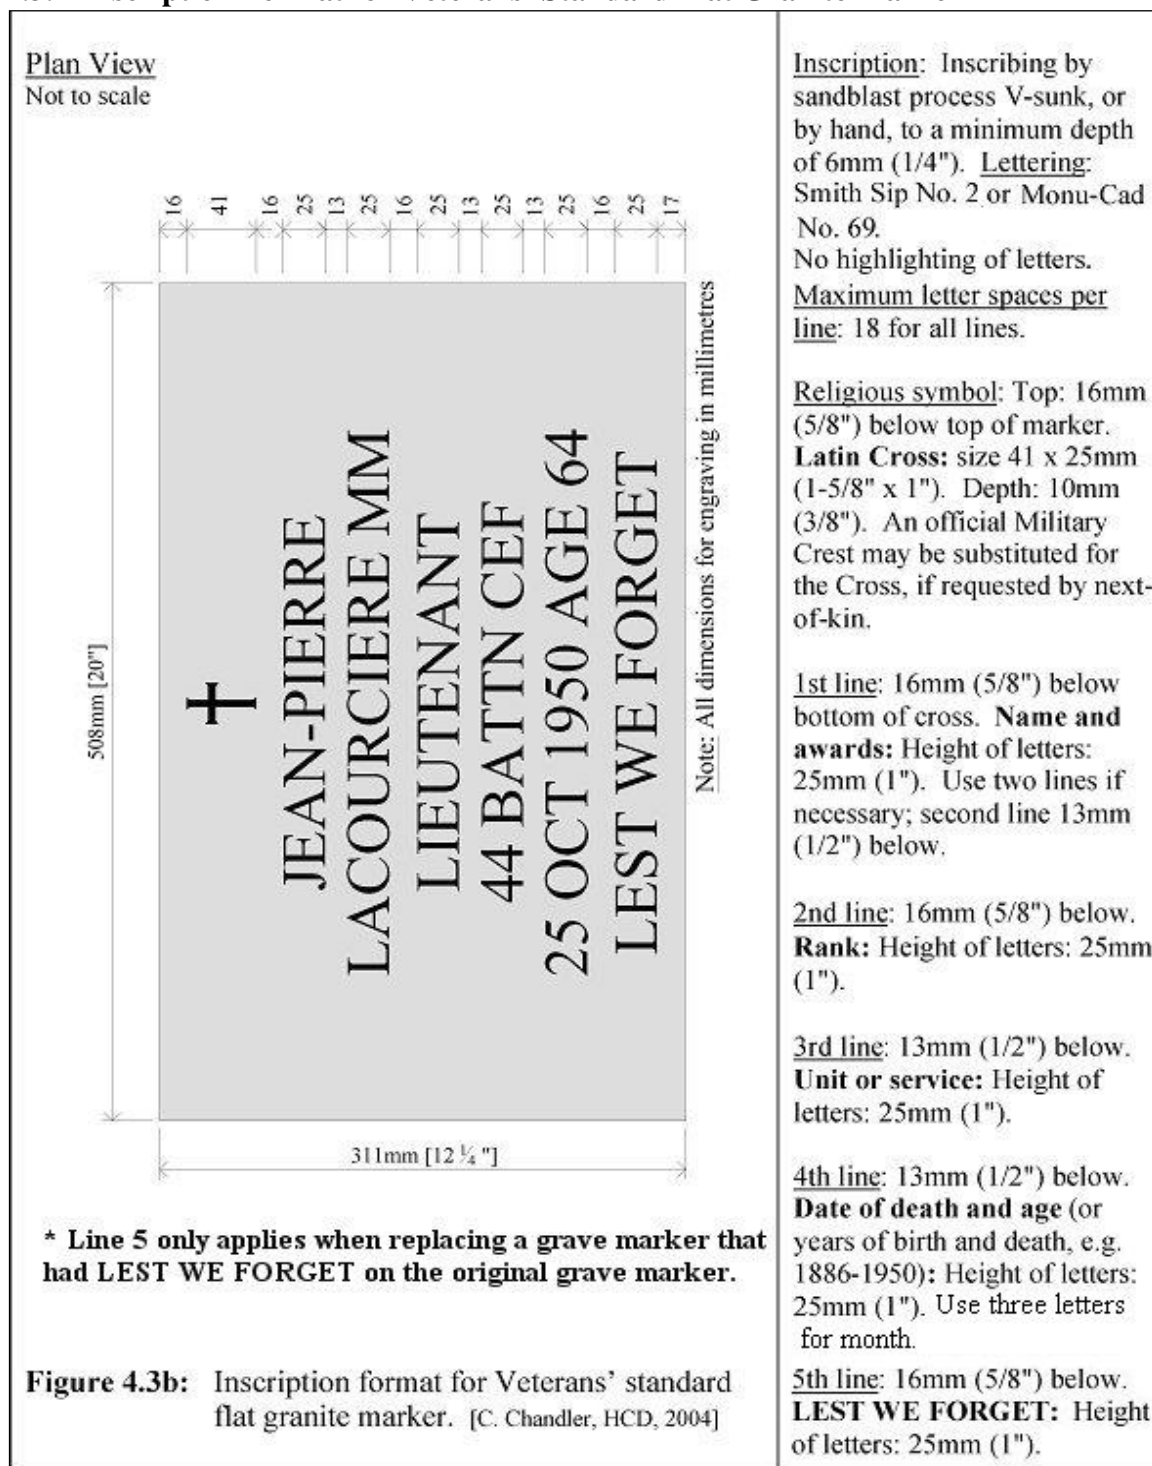 Plan View
Not to scale
16 41 16 25 13 25 16 25 13 25 13 25 16 25 17
508mm [20"]
JEAN-PIERRE
LACOURCIERE MM
LIEUTENANT
44 BATTN CEF
25 OCT 1950 AGE 64
LEST WE FORGET
Note: All dimensions for engraving in millimetres
311mm [12 ¼ "]
* Line 5 only applies when replacing a grave marker that
had LEST WE FORGET on the original grave marker.
Figure 4.3b: Inscription format for Veterans' standard
flat granite marker. [C. Chandler, HCD, 2004]
Inscription: Inscribing by
sandblast process V-sunk, or
by hand, to a minimum depth
of 6mm (1/4"). Lettering:
Smith Sip No. 2 or Monu-Cad
No. 69.
No highlighting of letters.
Maximum letter spaces per
line: 18 for all lines.
Religious symbol: Top: 16mm
(5/8") below top of marker.
Latin Cross: size 41 x 25mm
(1-5/8" x 1"). Depth: 10mm
(3/8"). An official Military
Crest may be substituted for
the Cross, if requested by next-
of-kin.
1st line: 16mm (5/8") below
bottom of cross. Name and
awards: Height of letters:
25mm (1"). Use two lines if
necessary; second line 13mm
(1/2") below.
2nd line: 16mm (5/8") below.
Rank: Height of letters: 25mm
(1").
3rd line: 13mm (1/2") below.
Unit or service: Height of
letters: 25mm (1").
4th line: 13mm (1/2") below.
Date of death and age (or
years of birth and death, e.g.
1886-1950): Height of letters:
25mm (1"). Use three letters
for month.
5th line: 16mm (5/8") below.
LEST WE FORGET: Height
of letters: 25mm (1").